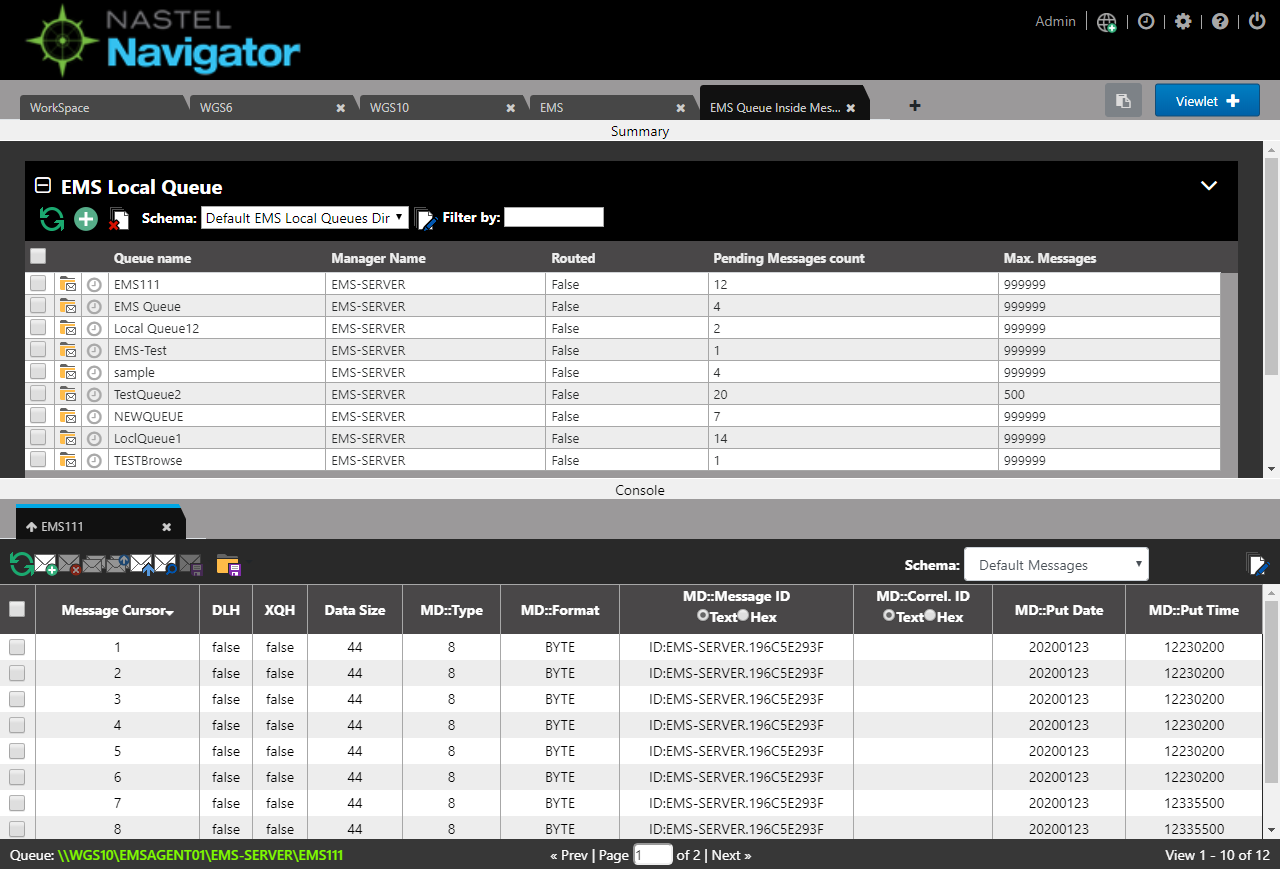 NASTEL
Navigator
Admin
WorkSpace WGS6 WGS10 EMS EMS Queue Inside Mes... Viewlet
Summary
EMS Local Queue
Schema: Default EMS Local Queues Dir Filter by:
Queue name Manager Name Routed Pending Messages count Max. Messages
EMS111 EMS-SERVER False 12 999999
EMS Queue EMS-SERVER False 4 999999
Local Queue12 EMS-SERVER False 2 999999
EMS-Test EMS-SERVER False 1 999999
sample EMS-SERVER False 4 999999
TestQueue2 EMS-SERVER False 20 500
NEWQUEUE EMS-SERVER False 7 999999
LoclQueue1 EMS-SERVER False 14 999999
TESTBrowse EMS-SERVER False 1 999999
Console
EMS111
Schema: Default Messages
Message Cursor DLH XQH Data Size MD::Type MD::Format MD::Message ID Text Hex MD::Correl. ID Text Hex MD::Put Date MD::Put Time
1 false false 44 8 BYTE ID:EMS-SERVER.196C5E293F 20200123 12230200
2 false false 44 8 BYTE ID:EMS-SERVER.196C5E293F 20200123 12230200
3 false false 44 8 BYTE ID:EMS-SERVER.196C5E293F 20200123 12230200
4 false false 44 8 BYTE ID:EMS-SERVER.196C5E293F 20200123 12230200
5 false false 44 8 BYTE ID:EMS-SERVER.196C5E293F 20200123 12230200
6 false false 44 8 BYTE ID:EMS-SERVER.196C5E293F 20200123 12230200
7 false false 44 8 BYTE ID:EMS-SERVER.196C5E293F 20200123 12335500
8 false false 44 8 BYTE ID:EMS-SERVER.196C5E293F 20200123 12335500
Queue: \\WGS10\EMSAGENT01\EMS-SERVER\EMS111 « Prev | Page 1 of 2 | Next » View 1 - 10 of 12